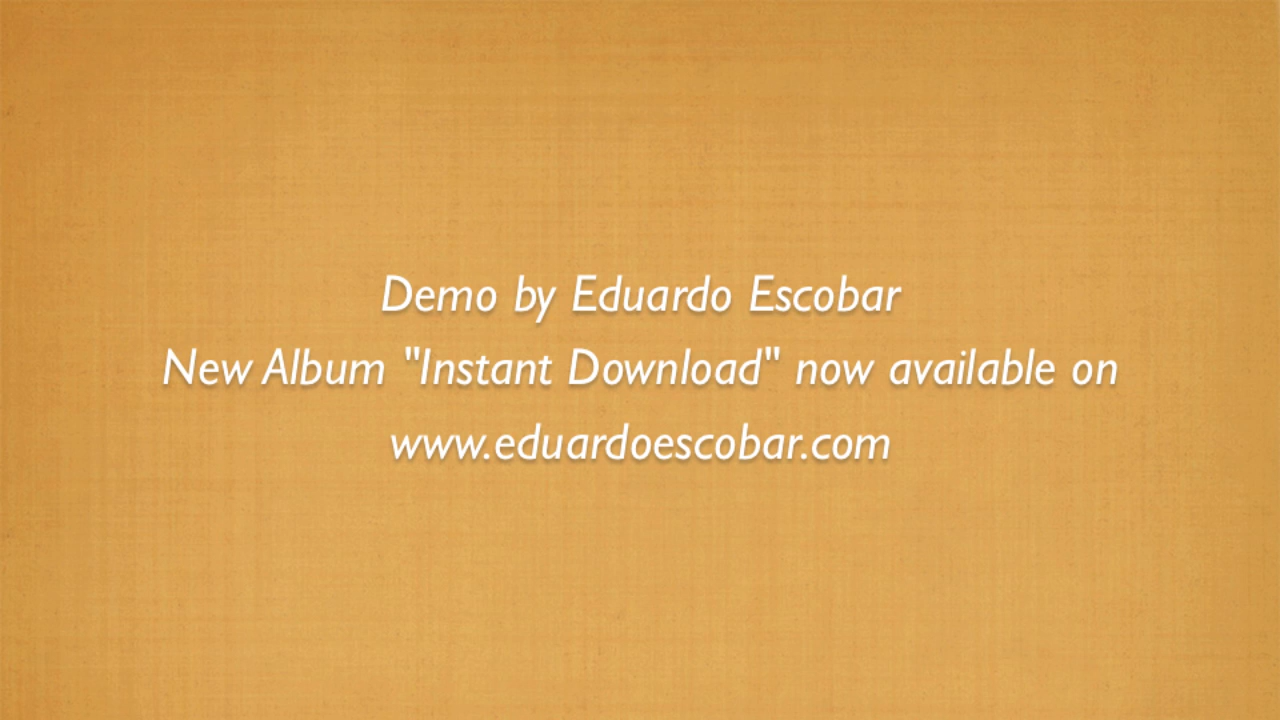 Demo by Eduardo Escobar
New Album "Instant Download" now available on
www.eduardoescobar.com